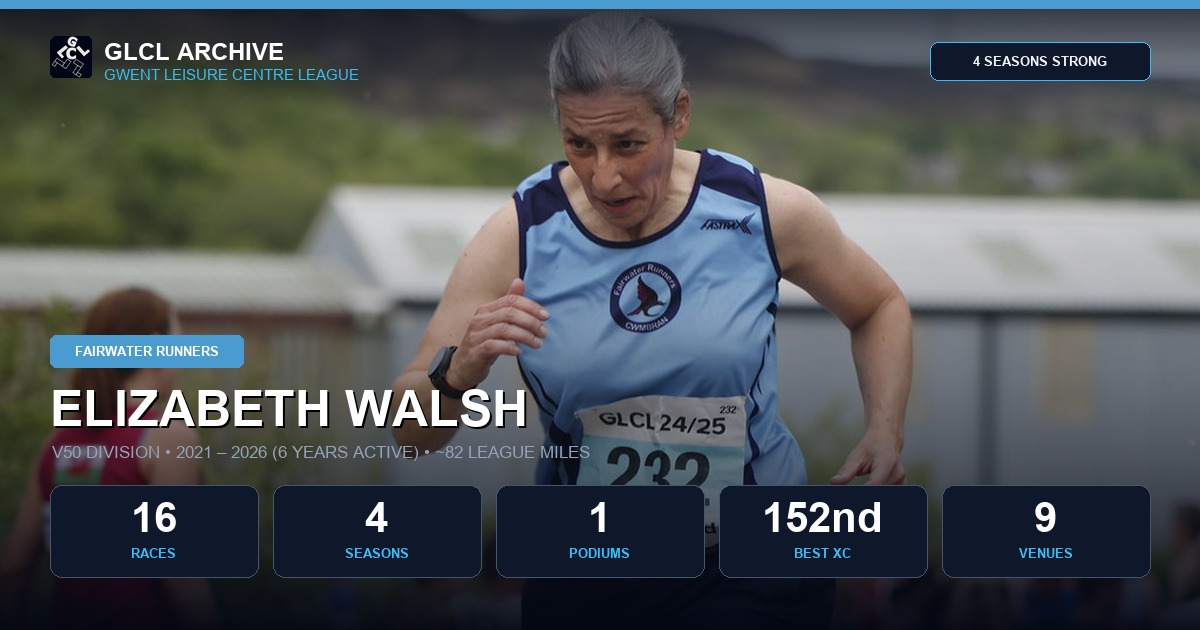 GC
GLCL ARCHIVE
GWENT LEISURE CENTRE LEAGUE
4 SEASONS STRONG
FASTRAX
Fairwater Runners
CWMBRAN
FAIRWATER RUNNERS
ELIZABETH WALSH
V50 DIVISION • 2021 – 2026 (6 YEARS ACTIVE) • ~82 LEAGUE MILES
232
GLCL 24/25
232
16
RACES
4
SEASONS
1
PODIUMS
152nd
BEST XC
9
VENUES